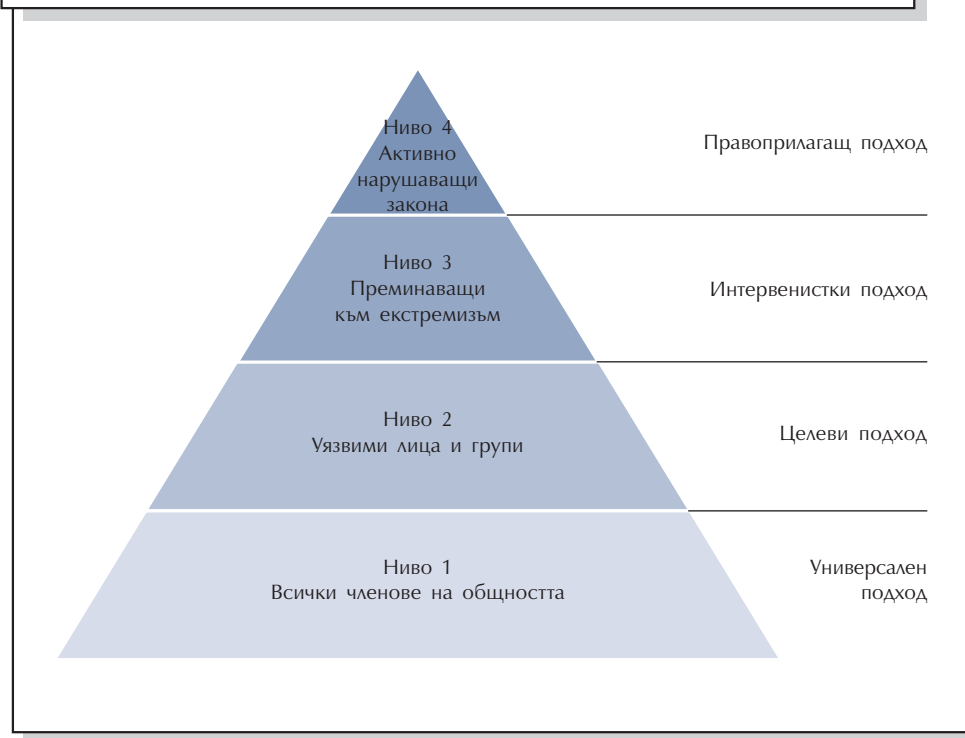 Ниво 4
Активно
нарушаващи
закона
Правоприлагащ подход
Ниво 3
Преминаващи
към екстремизъм
Интервенистки подход
Ниво 2
Уязвими лица и групи
Целеви подход
Ниво 1
Всички членове на общността
Универсален
подход